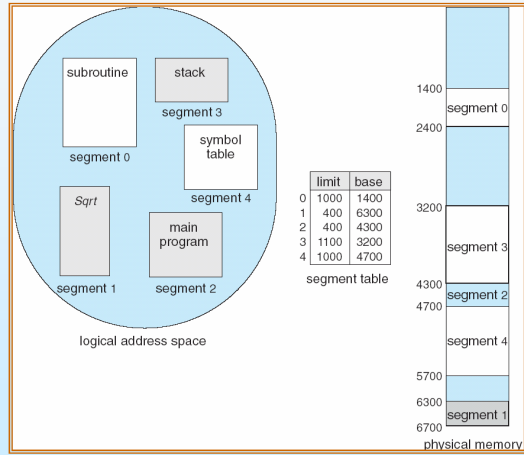 subroutine
segment 0
stack
segment 3
symbol
table
segment 4
Sqrt
segment 1
main
program
segment 2
logical address space
limit base
0 1000 1400
1 400 6300
2 400 4300
3 1100 3200
4 1000 4700
segment table
1400
segment 0
2400
3200
segment 3
4300
segment 2
4700
segment 4
5700
6300
segment 1
6700
physical memory